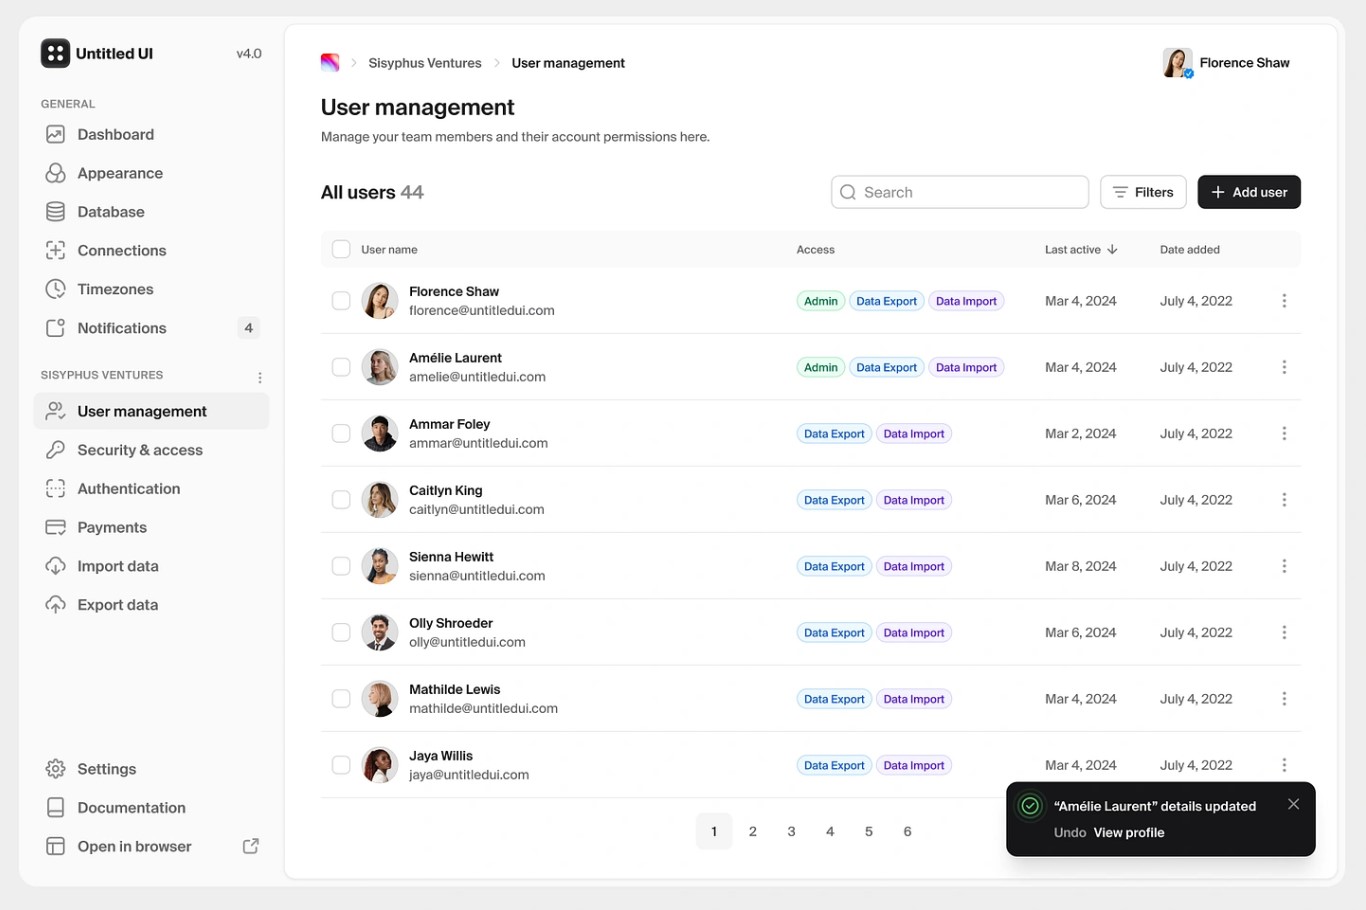 Untitled UI
v4.0
GENERAL
Dashboard
Appearance
Database
Connections
Timezones
Notifications
4
SISYPHUS VENTURES
User management
Security & access
Authentication
Payments
Import data
Export data
Settings
Documentation
Open in browser
Sisyphus Ventures
User management
Florence Shaw
User management
Manage your team members and their account permissions here.
All users 44
Search
Filters
Add user
User name
Access
Last active
Date added
Florence Shaw
florence@untitledui.com
Admin Data Export Data Import
Mar 4, 2024
July 4, 2022
Amélie Laurent
amelie@untitledui.com
Admin Data Export Data Import
Mar 4, 2024
July 4, 2022
Ammar Foley
ammar@untitledui.com
Data Export Data Import
Mar 2, 2024
July 4, 2022
Caitlyn King
caitlyn@untitledui.com
Data Export Data Import
Mar 6, 2024
July 4, 2022
Sienna Hewitt
sienna@untitledui.com
Data Export Data Import
Mar 8, 2024
July 4, 2022
Olly Shroeder
olly@untitledui.com
Data Export Data Import
Mar 6, 2024
July 4, 2022
Mathilde Lewis
mathilde@untitledui.com
Data Export Data Import
Mar 4, 2024
July 4, 2022
Jaya Willis
jaya@untitledui.com
Data Export Data Import
Mar 4, 2024
July 4, 2022
1 2 3 4 5 6
“Amélie Laurent” details updated
Undo View profile